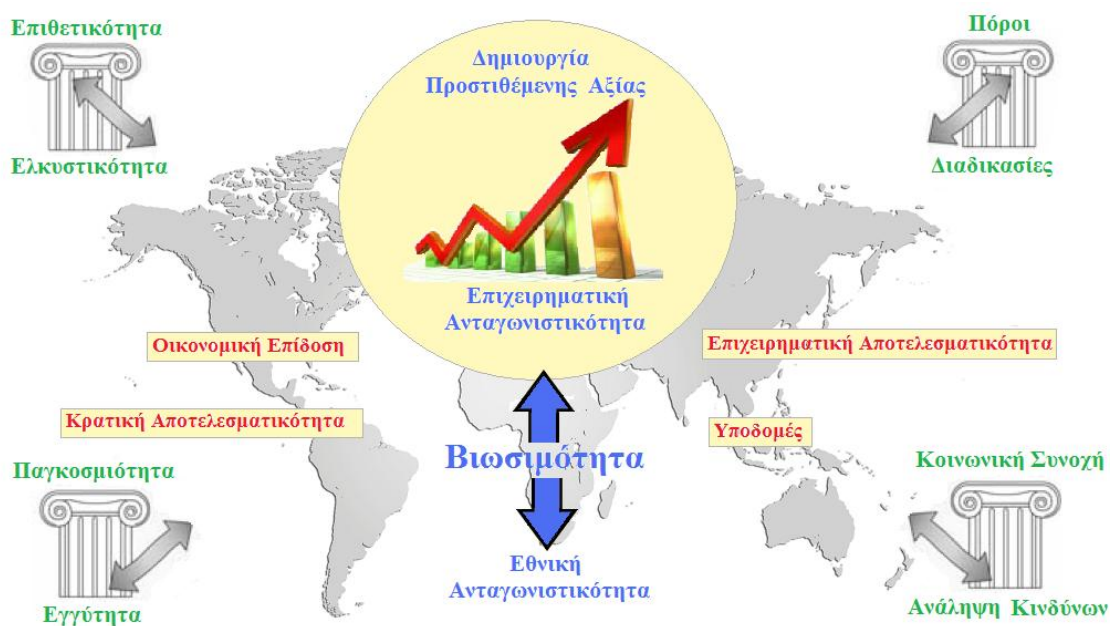 Επιθετικότητα
Πόροι
Δημιουργία
Προστιθέμενης Αξίας
Ελκυστικότητα
Διαδικασίες
Επιχειρηματική
Ανταγωνιστικότητα
Οικονομική Επίδοση
Επιχειρηματική Αποτελεσματικότητα
Κρατική Αποτελεσματικότητα
Υποδομές
Βιωσιμότητα
Παγκοσμιότητα
Κοινωνική Συνοχή
Εθνική
Ανταγωνιστικότητα
Εγγύτητα
Ανάληψη Κινδύνων